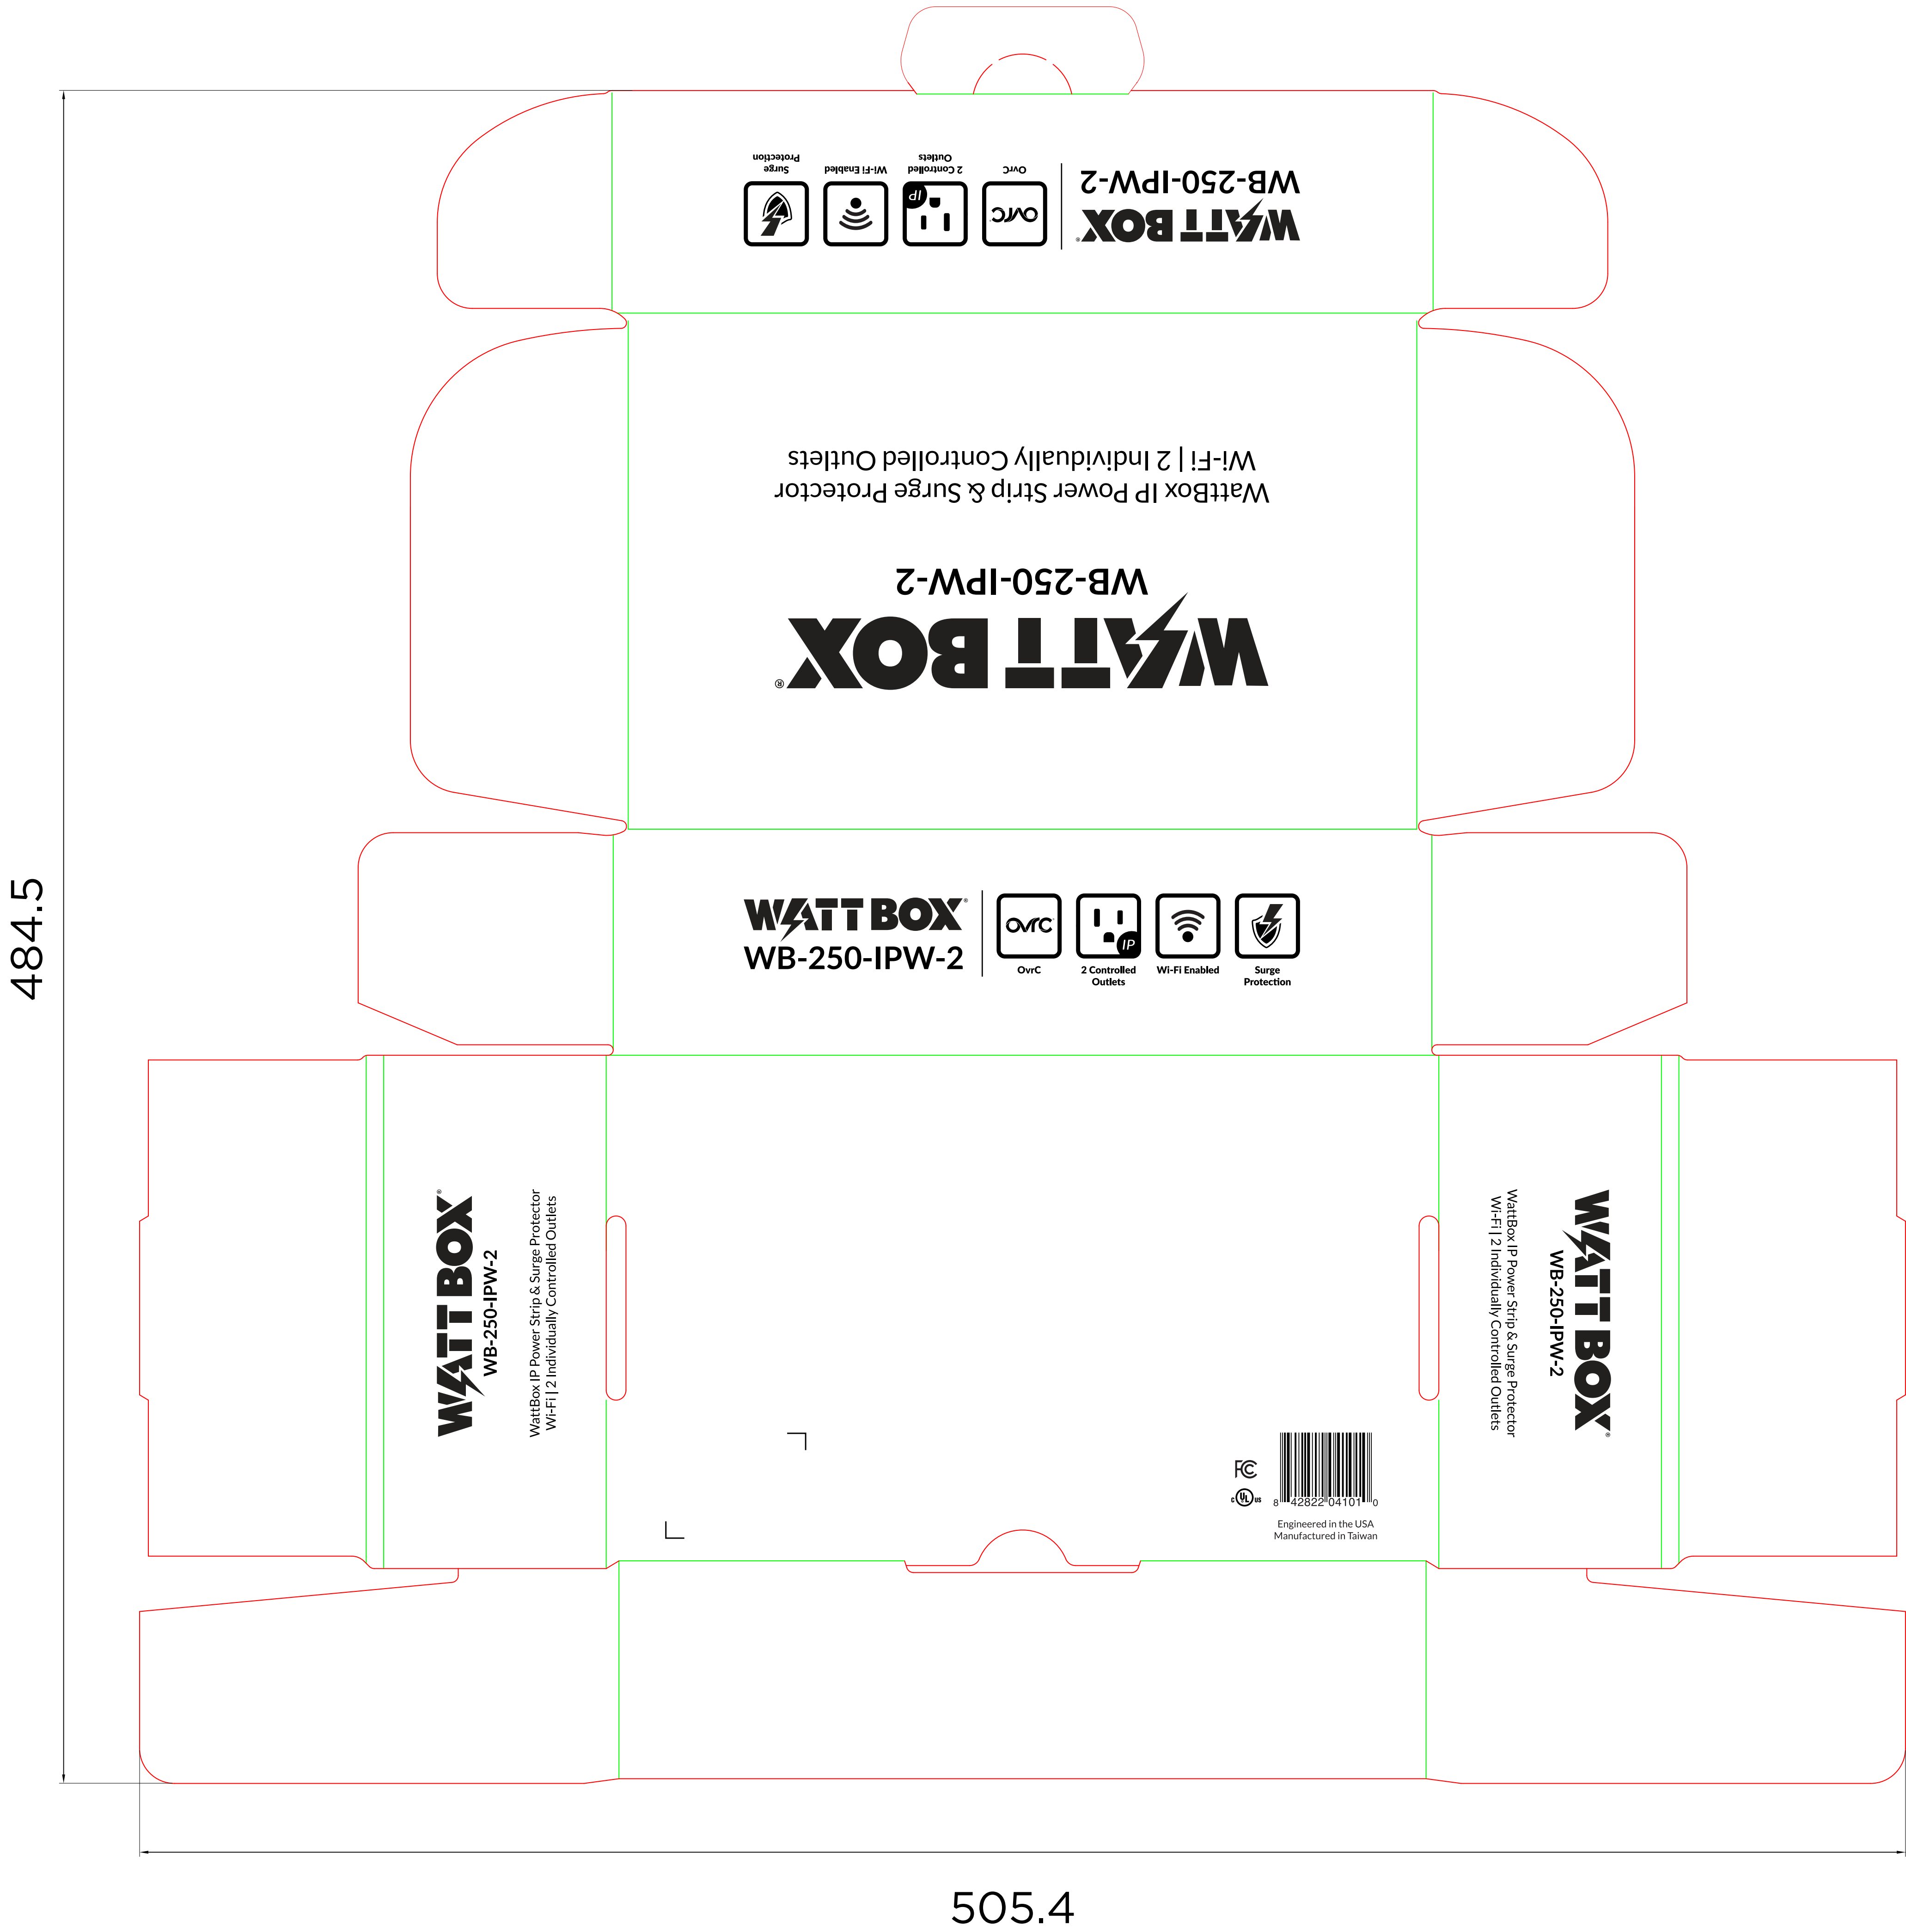 WATT BOX®
WB-250-IPW-2
OvrC
OvrC
IP
2 Controlled
Outlets
Wi-Fi Enabled
Surge
Protection
WATT BOX®
WB-250-IPW-2
WattBox IP Power Strip & Surge Protector
Wi-Fi | 2 Individually Controlled Outlets
WATT BOX®
WB-250-IPW-2
OvrC
OvrC
IP
2 Controlled
Outlets
Wi-Fi Enabled
Surge
Protection
484.5
WATT BOX®
WB-250-IPW-2
WattBox IP Power Strip & Surge Protector
Wi-Fi | 2 Individually Controlled Outlets
WATT BOX®
WB-250-IPW-2
WattBox IP Power Strip & Surge Protector
Wi-Fi | 2 Individually Controlled Outlets
FC
C UL US
8 42822 04101 0
Engineered in the USA
Manufactured in Taiwan
505.4